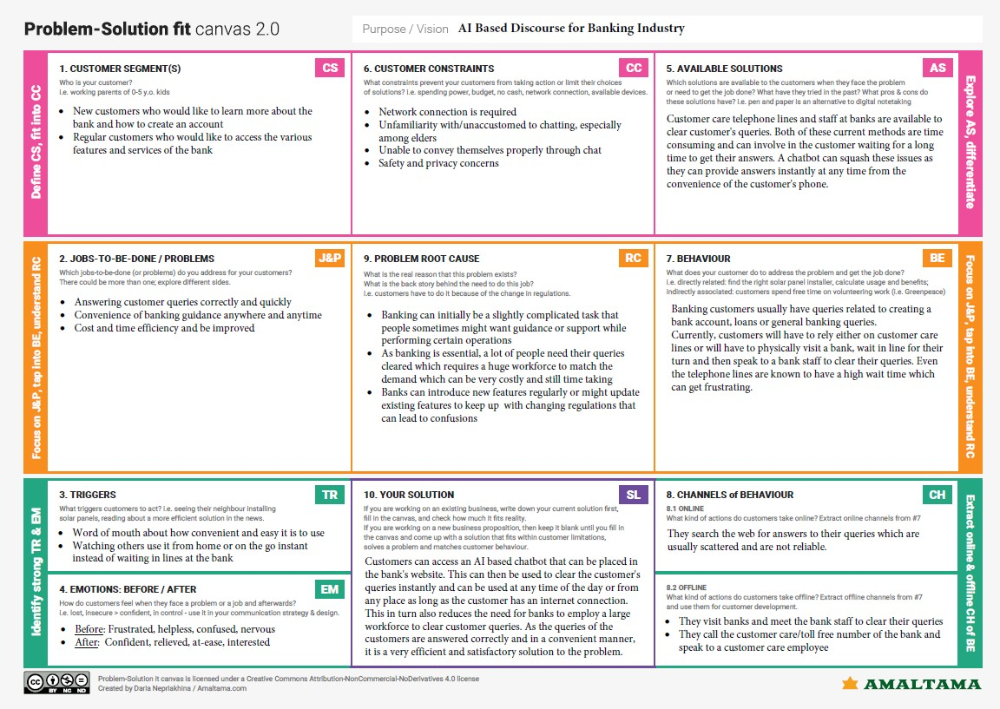 Problem-Solution fit canvas 2.0
Purpose / Vision AI Based Discourse for Banking Industry
Define CS, fit into CC
1. CUSTOMER SEGMENT(S)
CS
Who is your customer?
i.e. working parents of 0-5 y.o. kids
• New customers who would like to learn more about the
bank and how to create an account
• Regular customers who would like to access the various
features and services of the bank
6. CUSTOMER CONSTRAINTS
CC
What constraints prevent your customers from taking action or limit their choices
of solutions? i.e. spending power, budget, no cash, network connection, available devices.
• Network connection is required
• Unfamiliarity with/unaccustomed to chatting, especially
among elders
• Unable to convey themselves properly through chat
• Safety and privacy concerns
5. AVAILABLE SOLUTIONS
AS
Which solutions are available to the customers when they face the problem
or need to get the job done? What have they tried in the past? What pros & cons do
these solutions have? i.e. pen and paper is an alternative to digital notetaking
Customer care telephone lines and staff at banks are available to
clear customer's queries. Both of these current methods are time
consuming and can involve in the customer waiting for a long
time to get their answers. A chatbot can squash these issues as
they can provide answers instantly at any time from the
convenience of the customer's phone.
Explore AS, differentiate
Focus on J&P, tap into BE, understand RC
2. JOBS-TO-BE-DONE / PROBLEMS
J&P
Which jobs-to-be-done (or problems) do you address for your customers?
There could be more than one; explore different sides.
• Answering customer queries correctly and quickly
• Convenience of banking guidance anywhere and anytime
• Cost and time efficiency and be improved
9. PROBLEM ROOT CAUSE
RC
What is the real reason that this problem exists?
What is the back story behind the need to do this job?
i.e. customers have to do it because of the change in regulations.
• Banking can initially be a slightly complicated task that
people sometimes might want guidance or support while
performing certain operations
• As banking is essential, a lot of people need their queries
cleared which requires a huge workforce to match the
demand which can be very costly and still time taking
• Banks can introduce new features regularly or might update
existing features to keep up with changing regulations that
can lead to confusions
7. BEHAVIOUR
BE
What does your customer do to address the problem and get the job done?
i.e. directly related: find the right solar panel installer, calculate usage and benefits;
indirectly associated: customers spend free time on volunteering work (i.e. Greenpeace)
Banking customers usually have queries related to creating a
bank account, loans or general banking queries.
Currently, customers will have to rely either on customer care
lines or will have to physically visit a bank, wait in line for their
turn and then speak to a bank staff to clear their queries. Even
the telephone lines are known to have a high wait time which
can get frustrating.
Focus on J&P, tap into BE, understand RC
Identify strong TR & EM
3. TRIGGERS
TR
What triggers customers to act? i.e. seeing their neighbour installing
solar panels, reading about a more efficient solution in the news.
• Word of mouth about how convenient and easy it is to use
• Watching others use it from home or on the go instant
instead of waiting in lines at the bank
4. EMOTIONS: BEFORE / AFTER
EM
How do customers feel when they face a problem or a job and afterwards?
i.e. lost, insecure > confident, in control - use it in your communication strategy & design.
• Before: Frustrated, helpless, confused, nervous
• After: Confident, relieved, at-ease, interested
10. YOUR SOLUTION
SL
If you are working on an existing business, write down your current solution first,
fill in the canvas, and check how much it fits reality.
If you are working on a new business proposition, then keep it blank until you fill in
the canvas and come up with a solution that fits within customer limitations,
solves a problem and matches customer behaviour.
Customers can access an AI based chatbot that can be placed in
the bank's website. This can then be used to clear the customer's
queries instantly and can be used at any time of the day or from
any place as long as the customer has an internet connection.
This in turn also reduces the need for banks to employ a large
workforce to clear customer queries. As the queries of the
customers are answered correctly and in a convenient manner,
it is a very efficient and satisfactory solution to the problem.
8. CHANNELS of BEHAVIOUR
CH
8.1 ONLINE
What kind of actions do customers take online? Extract online channels from #7
They search the web for answers to their queries which are
usually scattered and are not reliable.
8.2 OFFLINE
What kind of actions do customers take offline? Extract offline channels from #7
and use them for customer development.
• They visit banks and meet the bank staff to clear their queries
• They call the customer care/toll free number of the bank and
speak to a customer care employee
Extract online & offline CH of BE
CC BY NC ND
Problem-Solution fit canvas is licensed under a Creative Commons Attribution-NonCommercial-NoDerivatives 4.0 license
Created by Daria Nepriakhina / Amaltama.com
AMALTAMA